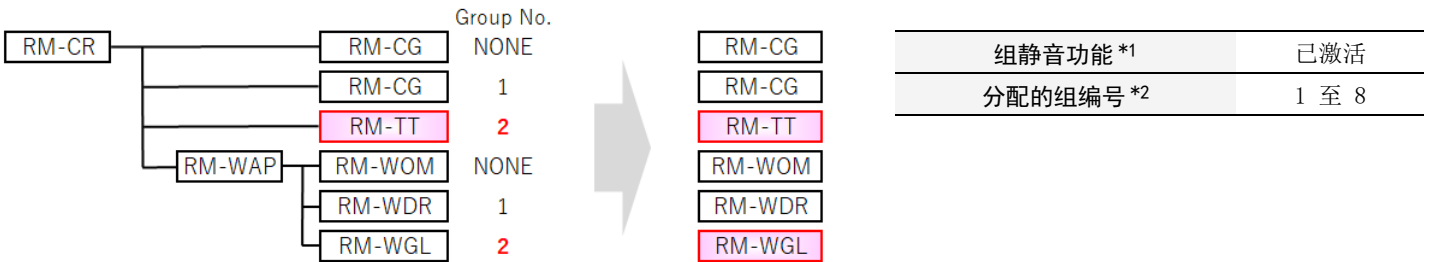 Group No.
RM-CR RM-CG NONE RM-CG 组静音功能 *1 已激活
RM-CG 1 RM-CG 分配的组编号 *2 1 至 8
RM-TT 2 RM-TT
RM-WAP RM-WOM NONE RM-WOM
RM-WDR 1 RM-WDR
RM-WGL 2 RM-WGL